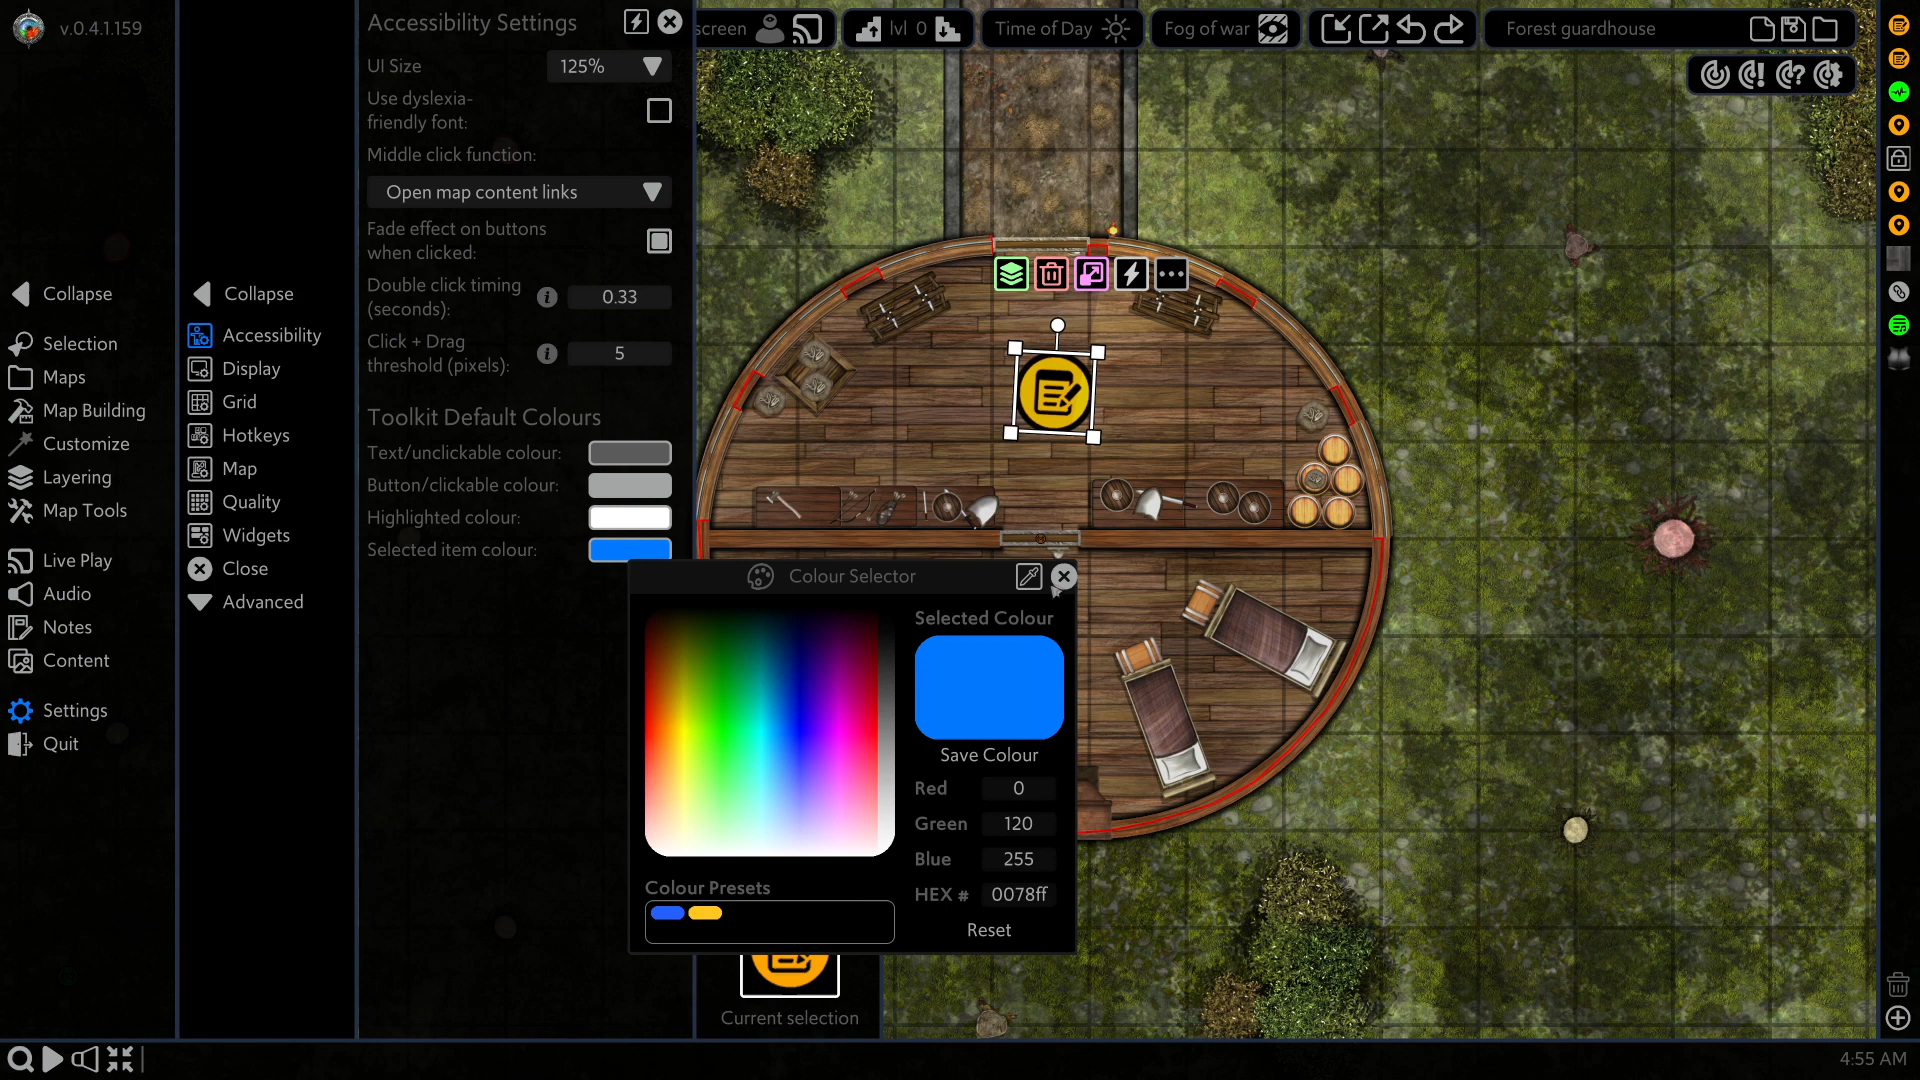 v.0.4.1.159
Collapse
Selection
Maps
Map Building
Customize
Layering
Map Tools
Live Play
Audio
Notes
Content
Settings
Quit
Collapse
Accessibility
Display
Grid
Hotkeys
Map
Quality
Widgets
Close
Advanced
Accessibility Settings
UI Size 125%
Use dyslexia-
friendly font:
Middle click function:
Open map content links
Fade effect on buttons
when clicked:
Double click timing
(seconds): 0.33
Click + Drag
threshold (pixels): 5
Toolkit Default Colours
Text/unclickable colour:
Button/clickable colour:
Highlighted colour:
Selected item colour:
screen
lvl 0
Time of Day
Fog of war
Forest guardhouse
Colour Selector
Selected Colour
Save Colour
Red 0
Green 120
Blue 255
HEX # 0078ff
Reset
Colour Presets
Current selection
4:55 AM